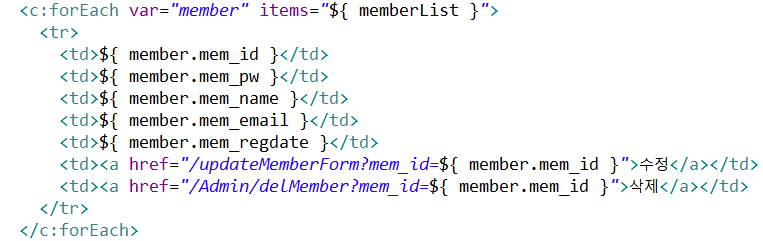 <c:forEach var="member" items="${ memberList }">
<tr>
<td>${ member.mem_id }</td>
<td>${ member.mem_pw }</td>
<td>${ member.mem_name }</td>
<td>${ member.mem_email }</td>
<td>${ member.mem_regdate }</td>
<td><a href="/updateMemberForm?mem_id=${ member.mem_id }">수정</a></td>
<td><a href="/Admin/delMember?mem_id=${ member.mem_id }">삭제</a></td>
</tr>
</c:forEach>